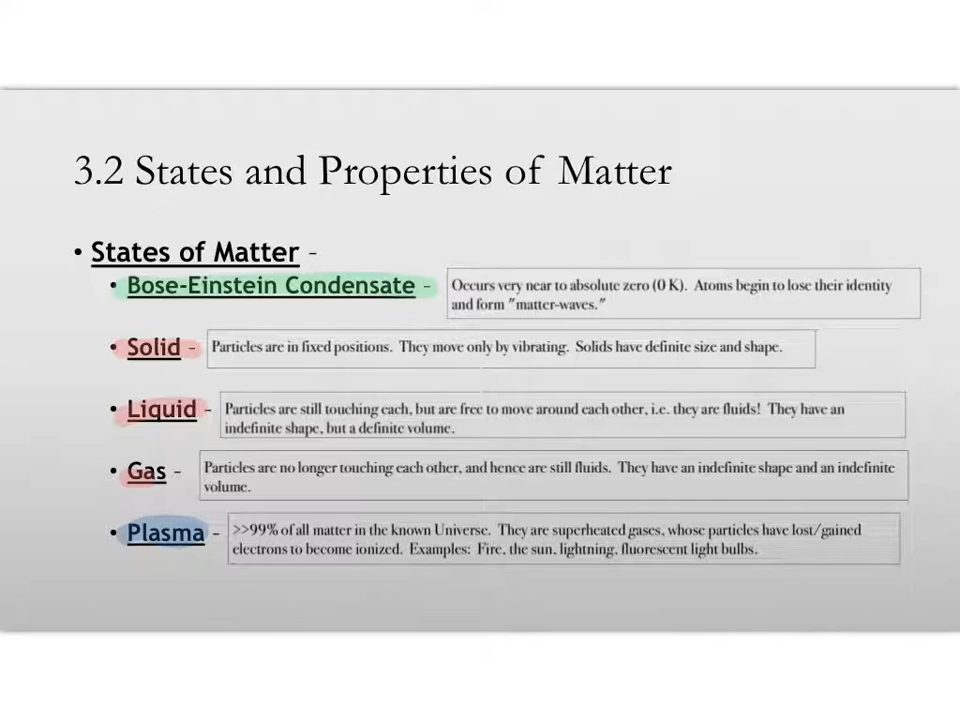 3.2 States and Properties of Matter
• States of Matter –
• Bose-Einstein Condensate –
Occurs very near to absolute zero (0 K). Atoms begin to lose their identity
and form "matter-waves."
• Solid –
Particles are in fixed positions. They move only by vibrating. Solids have definite size and shape.
• Liquid –
Particles are still touching each, but are free to move around each other, i.e. they are fluids! They have an
indefinite shape, but a definite volume.
• Gas –
Particles are no longer touching each other, and hence are still fluids. They have an indefinite shape and an indefinite
volume.
• Plasma –
>>99% of all matter in the known Universe. They are superheated gases, whose particles have lost/gained
electrons to become ionized. Examples: Fire, the sun, lightning, fluorescent light bulbs.